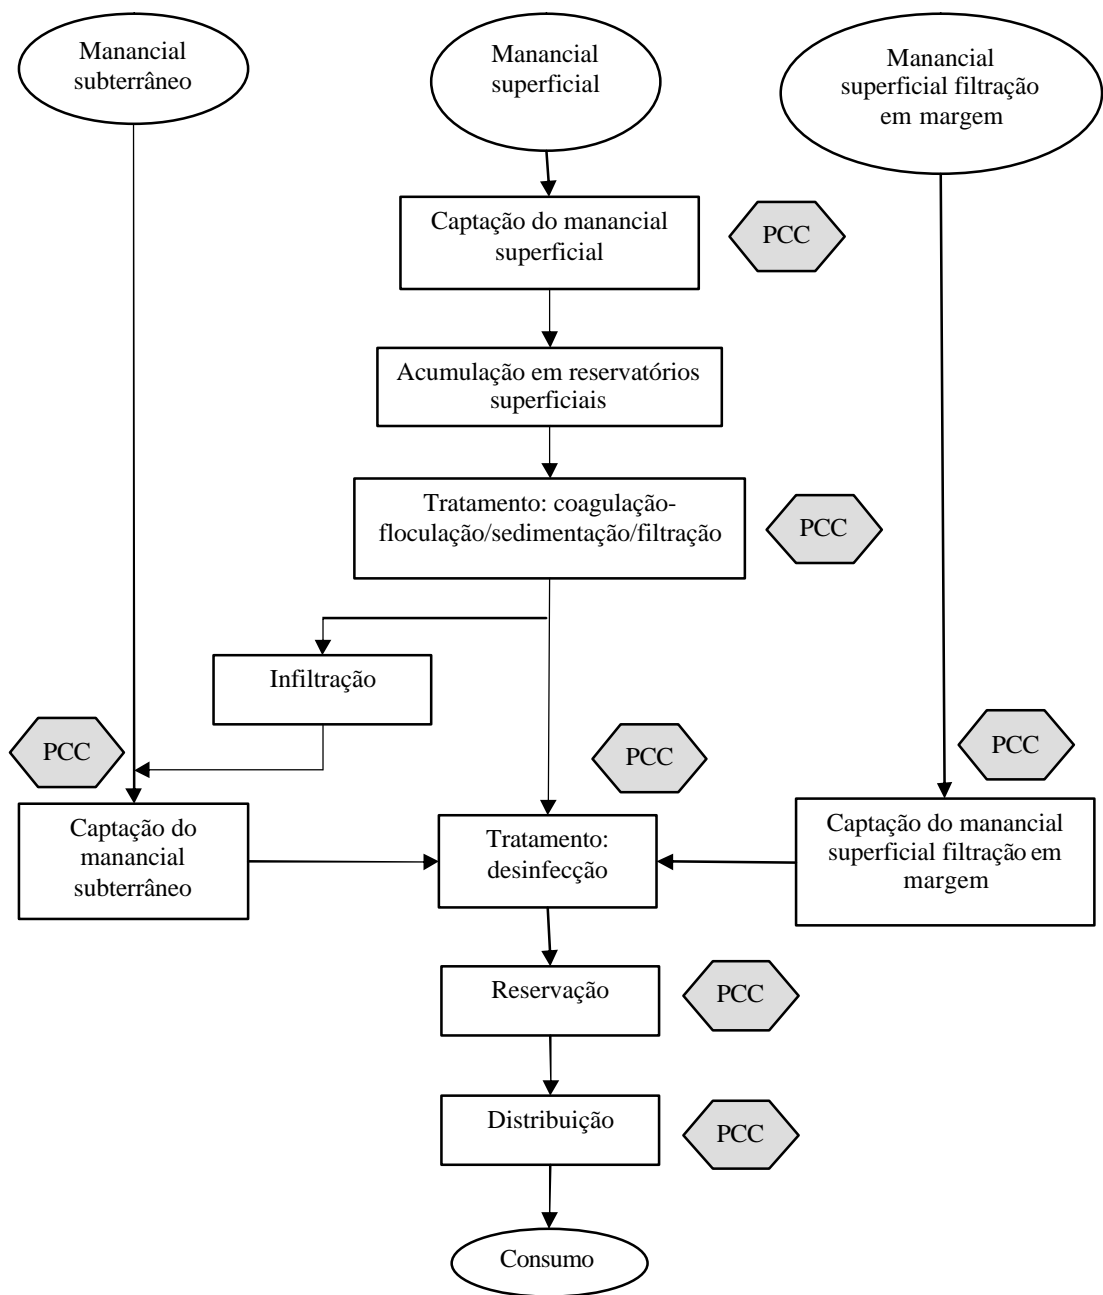 Manancial
subterrâneo
Manancial
superficial
Manancial
superficial filtração
em margem
Captação do manancial
superficial
PCC
Acumulação em reservatórios
superficiais
Tratamento: coagulação-
floculação/sedimentação/filtração
PCC
Infiltração
PCC
PCC
PCC
Captação do
manancial
subterrâneo
Tratamento:
desinfecção
Captação do manancial
superficial filtração em
margem
Reservação
PCC
Distribuição
PCC
Consumo